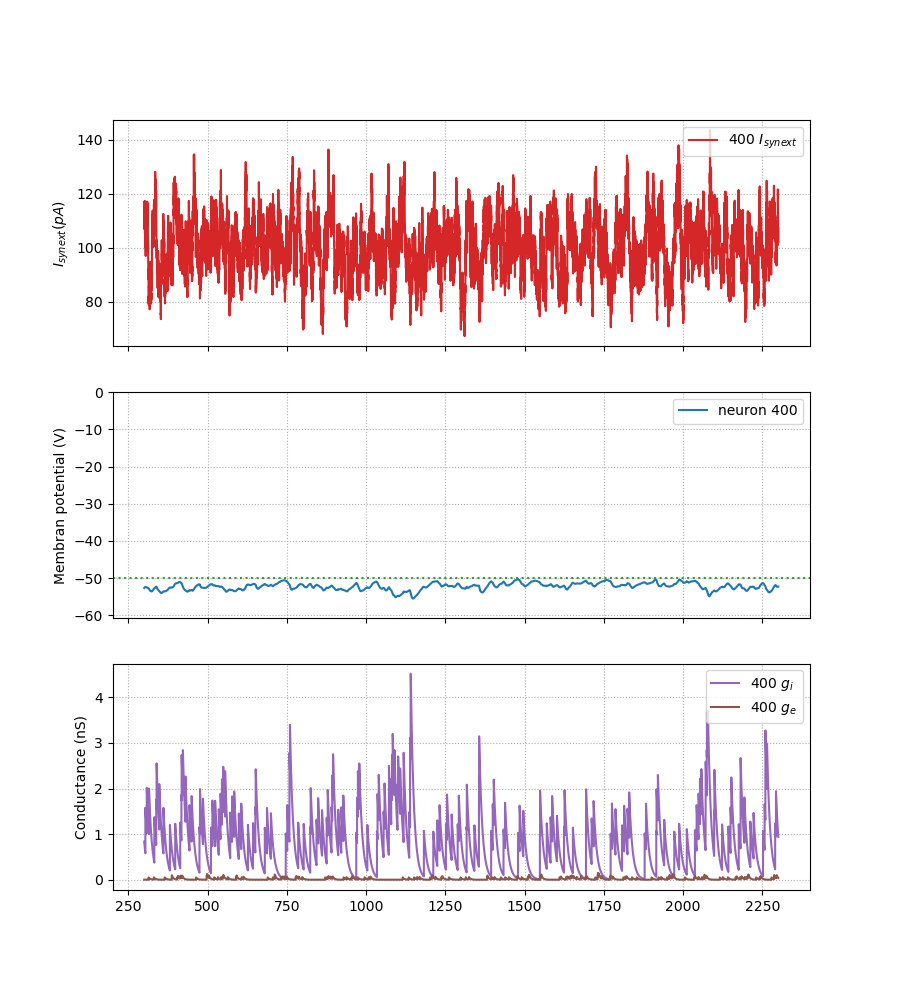 140
120
100
80
I_synext(pA)
400 I_synext
0
−10
−20
−30
−40
−50
−60
Membran potential (V)
neuron 400
4
3
2
1
0
Conductance (nS)
400 g_i
400 g_e
250 500 750 1000 1250 1500 1750 2000 2250